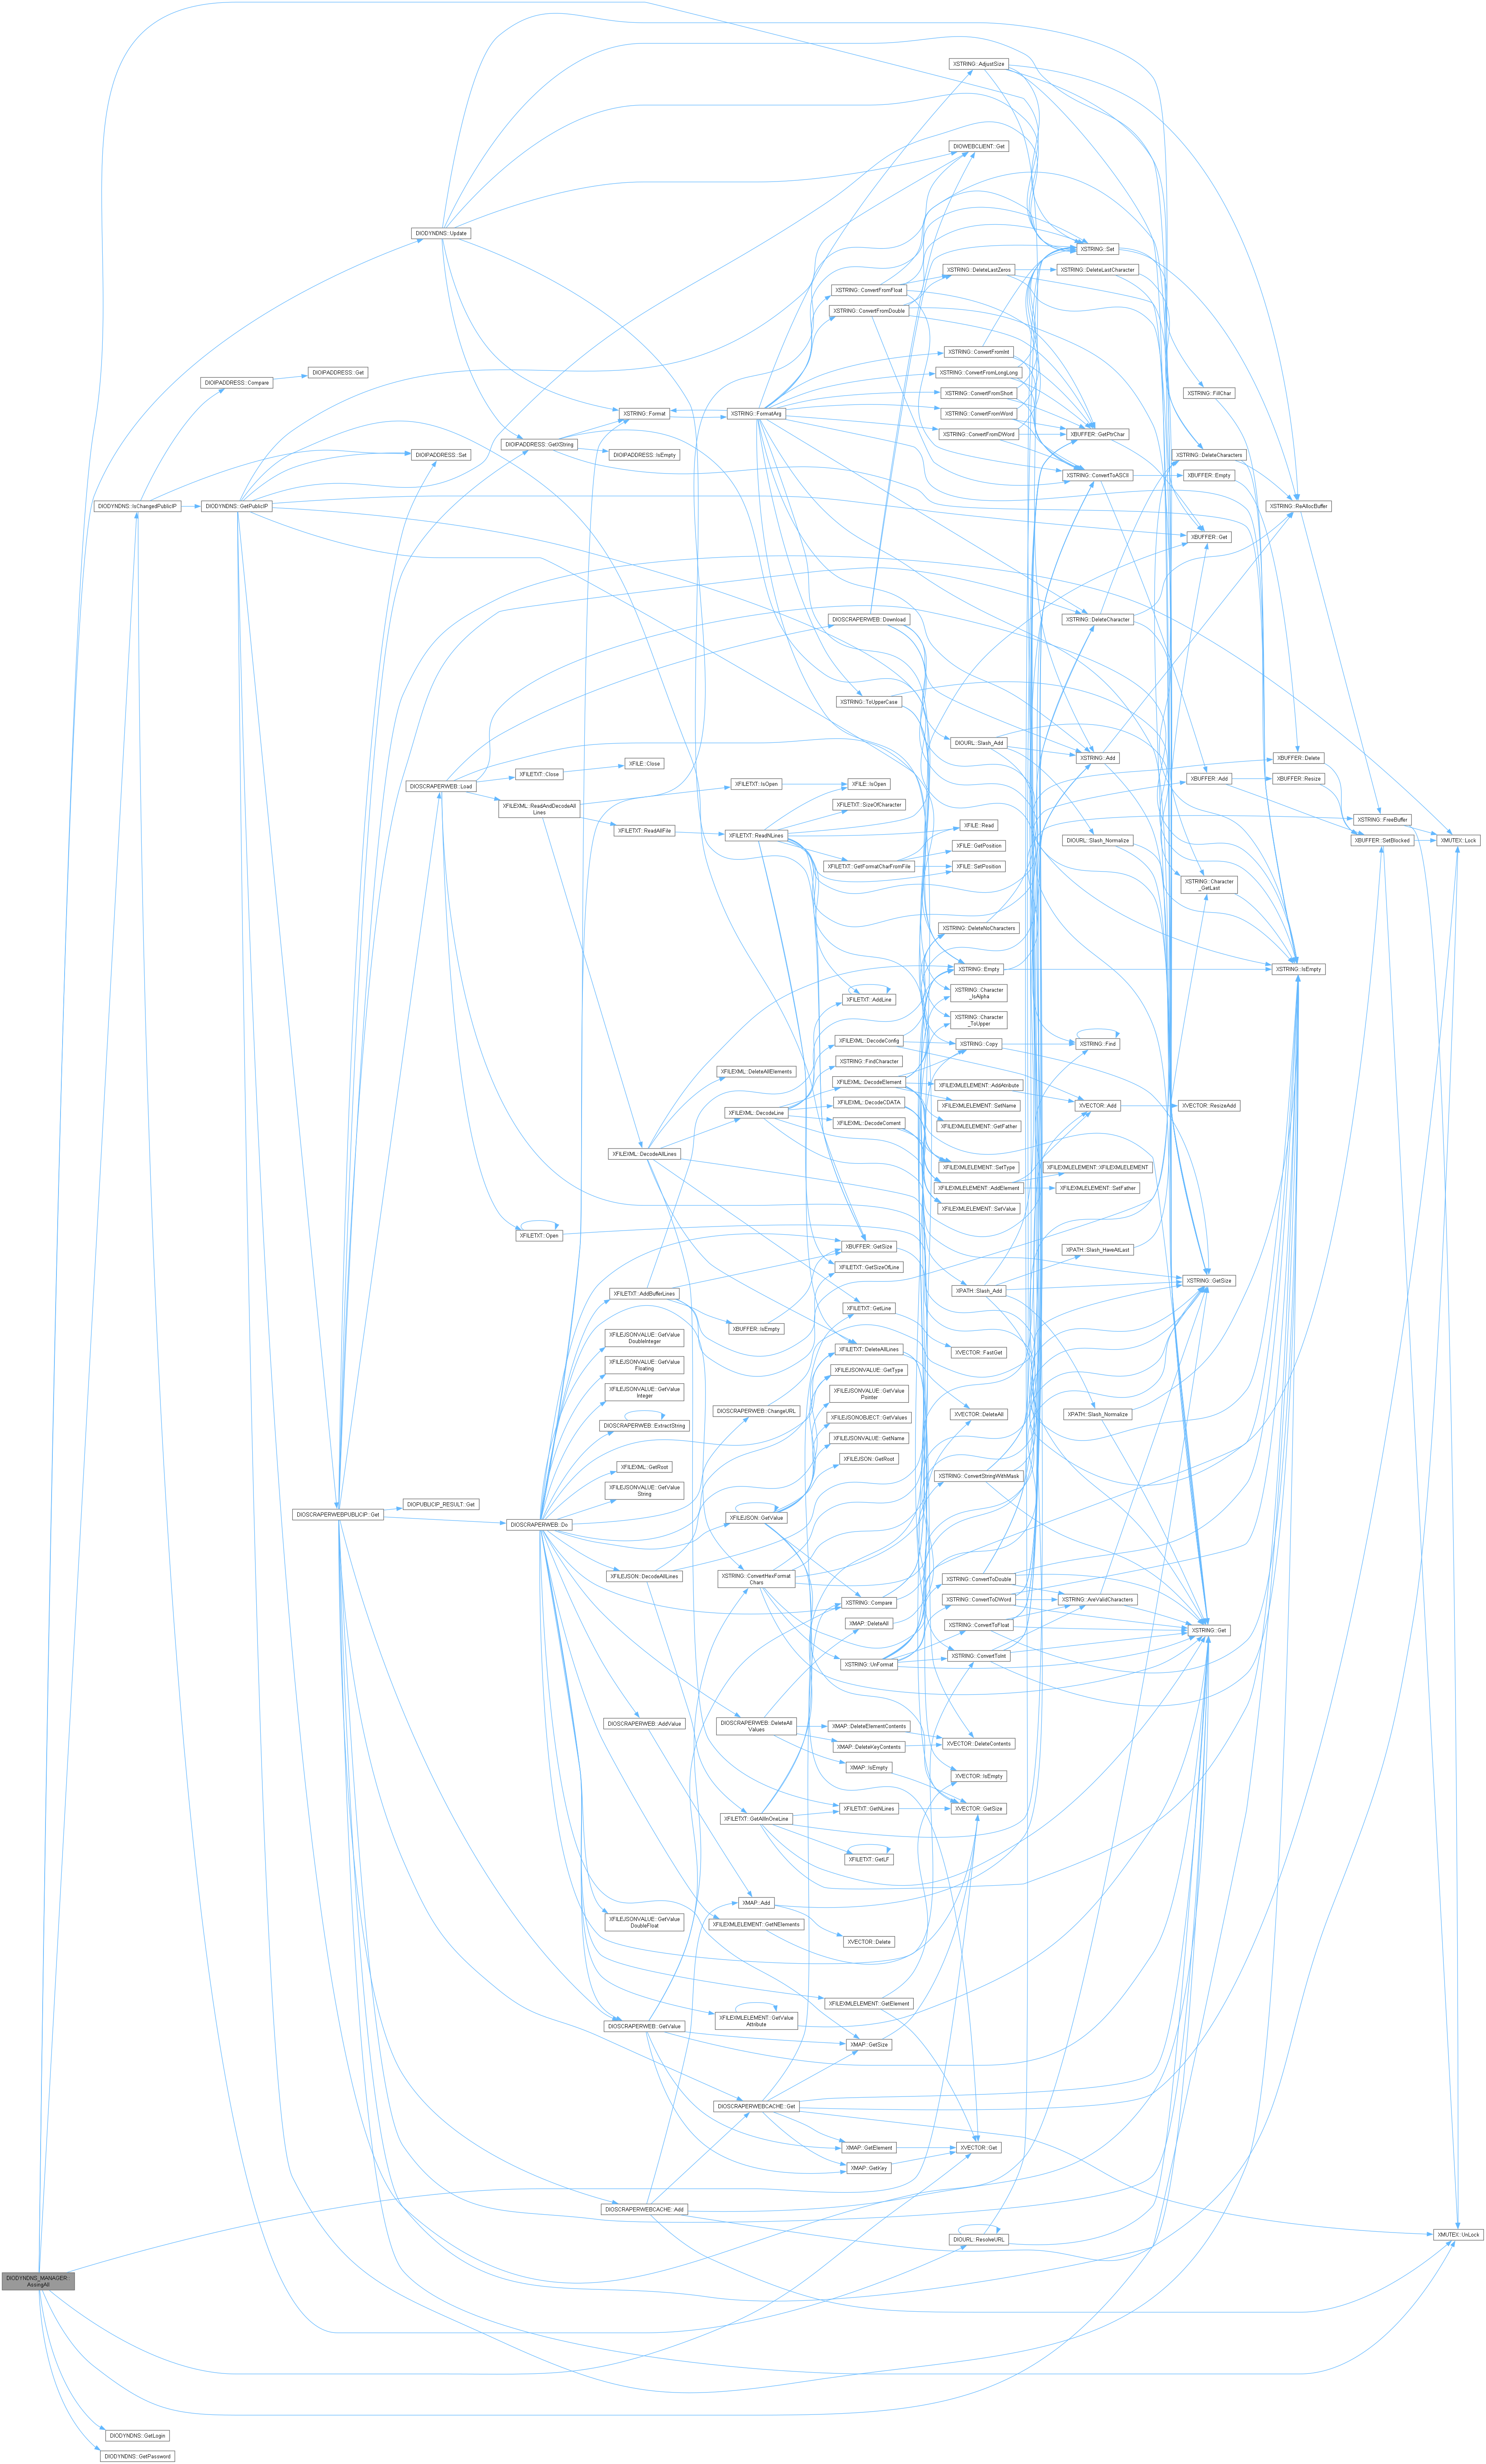 XSTRING::AdjustSize
DIOWEBCLIENT::Get
DIODYNDNS::Update
XSTRING::Set
XSTRING::DeleteLastZeros
XSTRING::DeleteLastCharacter
XSTRING::ConvertFromFloat
XSTRING::ConvertFromDouble
XSTRING::ConvertFromInt
XSTRING::ConvertFromLongLong
DIOIPADDRESS::Get
DIOIPADDRESS::Compare
XSTRING::ConvertFromShort
XSTRING::FillChar
XSTRING::Format
XSTRING::FormatArg
XSTRING::ConvertFromWord
XSTRING::ConvertFromDWord
XBUFFER::GetPtrChar
DIOIPADDRESS::GetXString
DIOIPADDRESS::Set
DIOIPADDRESS::IsEmpty
XSTRING::DeleteCharacters
XSTRING::ConvertToASCII
XBUFFER::Empty
DIODYNDNS::IsChangedPublicIP
DIODYNDNS::GetPublicIP
XSTRING::ReAllocBuffer
XBUFFER::Get
DIOSCRAPERWEB::Download
XSTRING::DeleteCharacter
XSTRING::ToUpperCase
DIOURL::Slash_Add
XSTRING::Add
XBUFFER::Delete
XFILE::Close
XFILETXT::Close
XBUFFER::Add
XBUFFER::Resize
DIOSCRAPERWEB::Load
XFILETXT::IsOpen
XFILE::IsOpen
XFILEXML::ReadAndDecodeAll
Lines
XFILETXT::SizeOfCharacter
XSTRING::FreeBuffer
XFILETXT::ReadAllFile
XFILETXT::ReadNLines
XFILE::Read
DIOURL::Slash_Normalize
XBUFFER::SetBlocked
XMUTEX::Lock
XFILE::GetPosition
XFILETXT::GetFormatCharFromFile
XFILE::SetPosition
XSTRING::Character
_GetLast
XSTRING::DeleteNoCharacters
XSTRING::Empty
XSTRING::IsEmpty
XSTRING::Character
_IsAlpha
XFILETXT::AddLine
XSTRING::Character
_ToUpper
XFILEXML::DecodeConfig
XSTRING::Copy
XSTRING::Find
XSTRING::FindCharacter
XFILEXML::DeleteAllElements
XFILEXML::DecodeElement
XFILEXMLELEMENT::AddAtribute
XFILEXML::DecodeCDATA
XFILEXMLELEMENT::SetName
XVECTOR::Add
XVECTOR::ResizeAdd
XFILEXML::DecodeLine
XFILEXML::DecodeComent
XFILEXMLELEMENT::GetFather
XFILEXML::DecodeAllLines
XFILEXMLELEMENT::SetType
XFILEXMLELEMENT::XFILEXMLELEMENT
XFILEXMLELEMENT::AddElement
XFILEXMLELEMENT::SetFather
XFILEXMLELEMENT::SetValue
XFILETXT::Open
XBUFFER::GetSize
XPATH::Slash_HaveAtLast
XFILETXT::GetSizeOfLine
XSTRING::GetSize
XFILETXT::AddBufferLines
XPATH::Slash_Add
XFILETXT::GetLine
XBUFFER::IsEmpty
XFILEJSONVALUE::GetValue
DoubleInteger
XFILETXT::DeleteAllLines
XVECTOR::FastGet
XFILEJSONVALUE::GetValue
Floating
XFILEJSONVALUE::GetType
XFILEJSONVALUE::GetValue
Integer
XFILEJSONVALUE::GetValue
Pointer
DIOSCRAPERWEB::ChangeURL
XVECTOR::DeleteAll
XPATH::Slash_Normalize
DIOSCRAPERWEB::ExtractString
XFILEJSONOBJECT::GetValues
XFILEJSONVALUE::GetName
XFILEXML::GetRoot
XFILEJSON::GetRoot
XFILEJSONVALUE::GetValue
String
XSTRING::ConvertStringWithMask
DIOPUBLICIP_RESULT::Get
DIOSCRAPERWEBPUBLICIP::Get
DIOSCRAPERWEB::Do
XFILEJSON::GetValue
XFILEJSON::DecodeAllLines
XSTRING::ConvertHexFormat
Chars
XSTRING::ConvertToDouble
XSTRING::Compare
XSTRING::ConvertToDWord
XSTRING::AreValidCharacters
XMAP::DeleteAll
XSTRING::ConvertToFloat
XSTRING::Get
XSTRING::UnFormat
XSTRING::ConvertToInt
DIOSCRAPERWEB::AddValue
DIOSCRAPERWEB::DeleteAll
Values
XMAP::DeleteElementContents
XMAP::DeleteKeyContents
XVECTOR::DeleteContents
XMAP::IsEmpty
XVECTOR::IsEmpty
XFILETXT::GetNLines
XVECTOR::GetSize
XFILETXT::GetAllInOneLine
XFILETXT::GetLF
XMAP::Add
XFILEJSONVALUE::GetValue
DoubleFloat
XFILEXMLELEMENT::GetNElements
XVECTOR::Delete
XFILEXMLELEMENT::GetElement
DIOSCRAPERWEB::GetValue
XFILEXMLELEMENT::GetValue
Attribute
XMAP::GetSize
DIOSCRAPERWEBCACHE::Get
XMAP::GetElement
XVECTOR::Get
XMAP::GetKey
DIOSCRAPERWEBCACHE::Add
DIOURL::ResolveURL
XMUTEX::UnLock
DIODYNDNS_MANAGER::
AssingAll
DIODYNDNS::GetLogin
DIODYNDNS::GetPassword